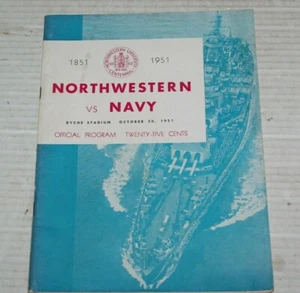 1851 1951
NORTHWESTERN
VS NAVY
DYCHE STADIUM OCTOBER 20, 1951
OFFICIAL PROGRAM TWENTY-FIVE CENTS